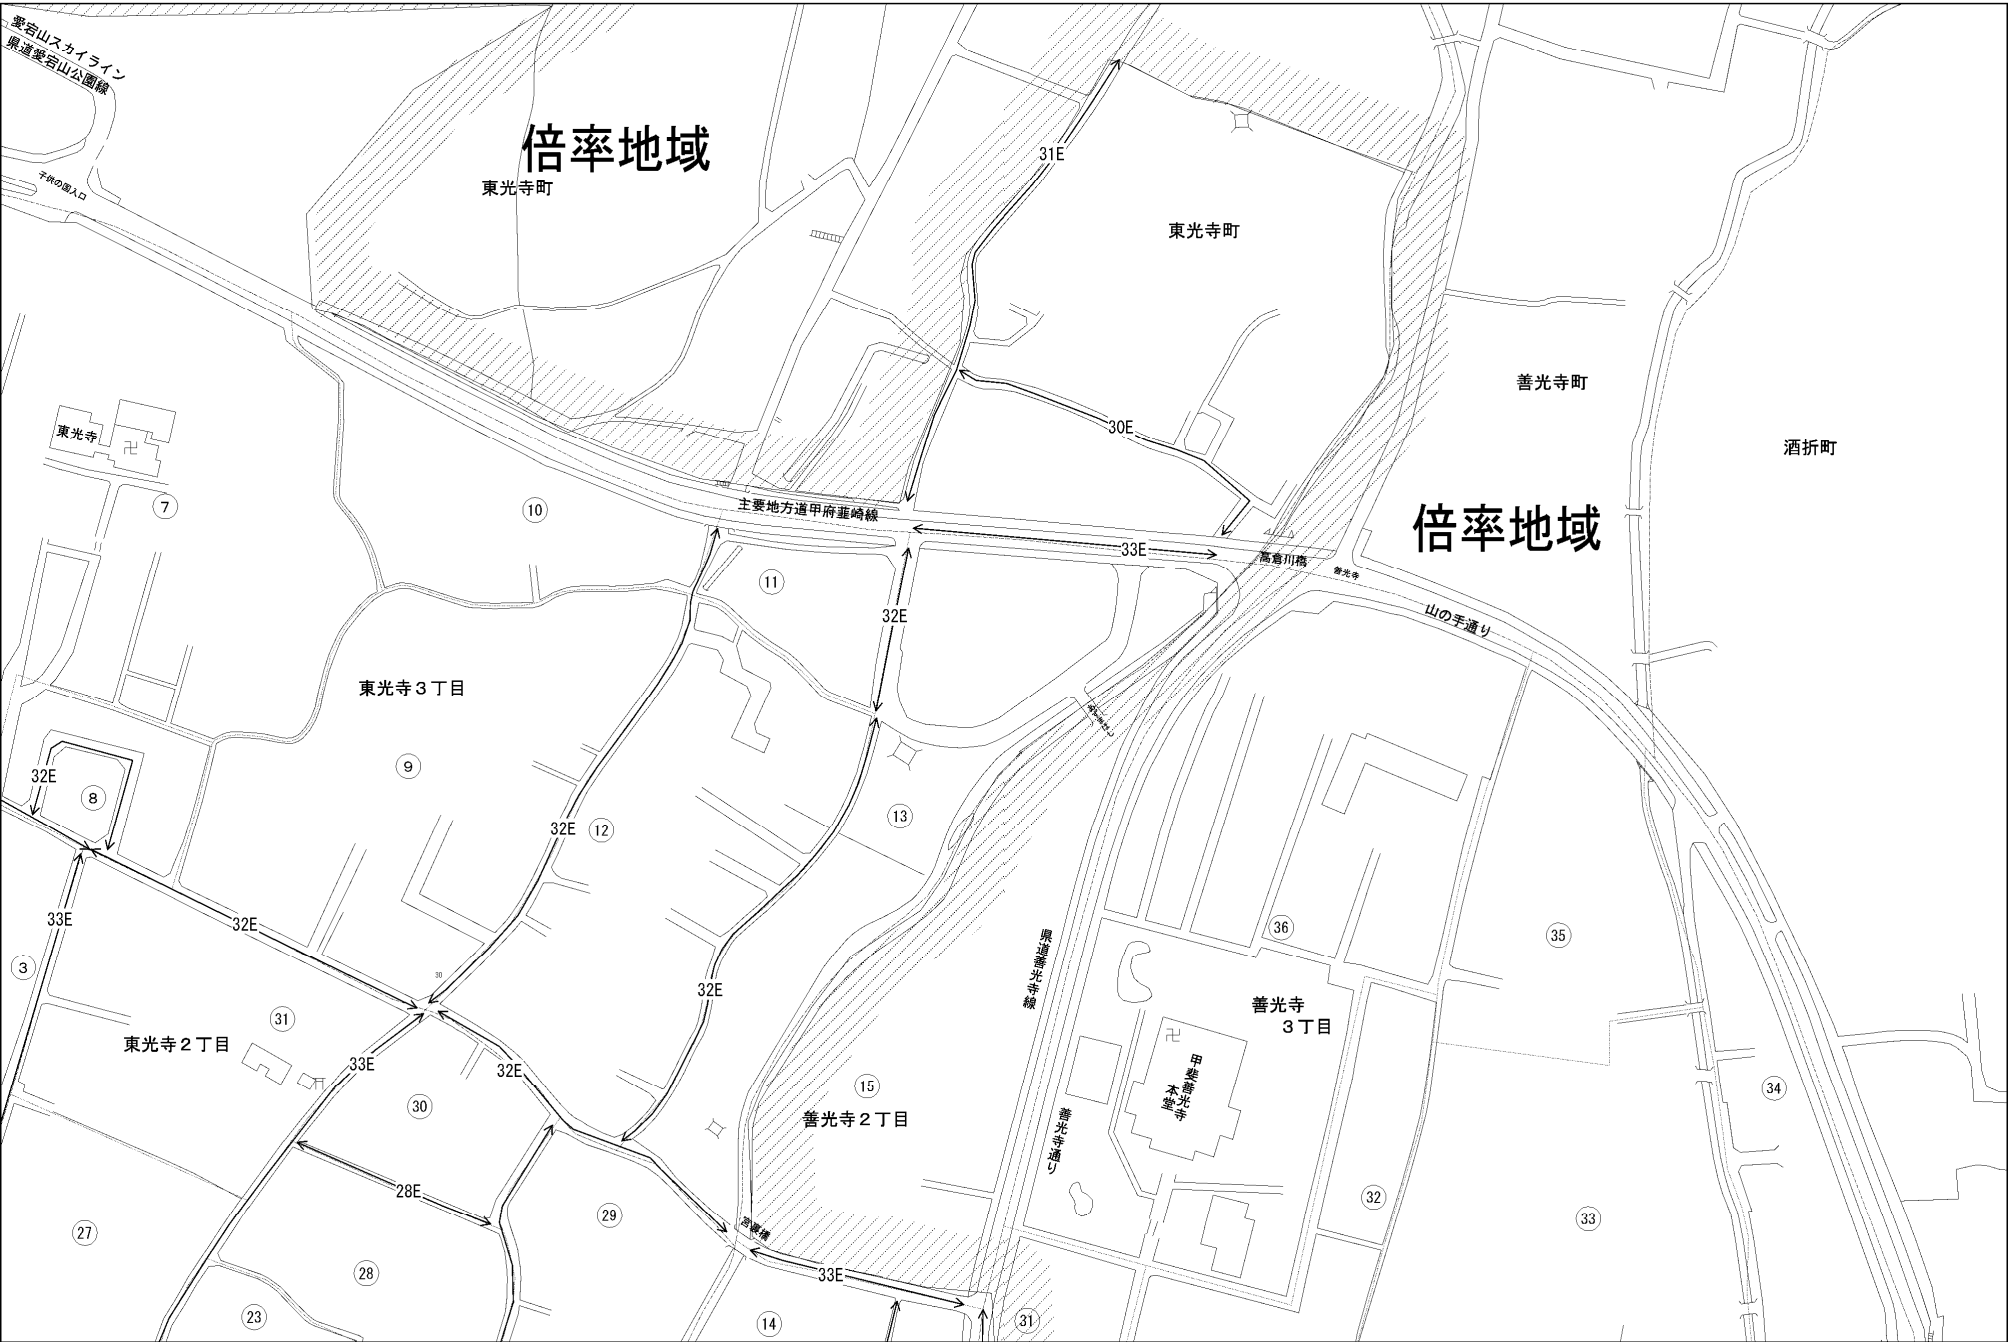 愛宕山スカイライン
県道愛宕山公園線
子供の国入口
倍率地域
東光寺町
31E
東光寺町
30E
善光寺町
酒折町
倍率地域
東光寺
卍
7
10
主要地方道甲府韮崎線
33E
高倉川橋
善光寺
山の手通り
11
32E
東光寺3丁目
9
32E
8
32E
12
13
33E
32E
3
30
31
東光寺2丁目
33E
32E
32E
30
28E
29
27
28
23
県道善光寺線
善光寺通り
15
善光寺2丁目
宮裏橋
33E
14
31
36
35
善光寺
3丁目
卍
甲斐善光寺
本堂
34
32
33